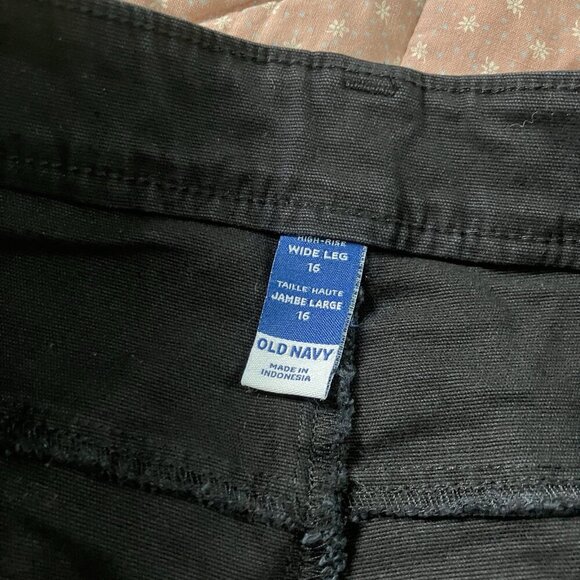 HIGH-RISE
WIDE LEG
16
TAILLE HAUTE
JAMBE LARGE
16
OLD NAVY
MADE IN
INDONESIA